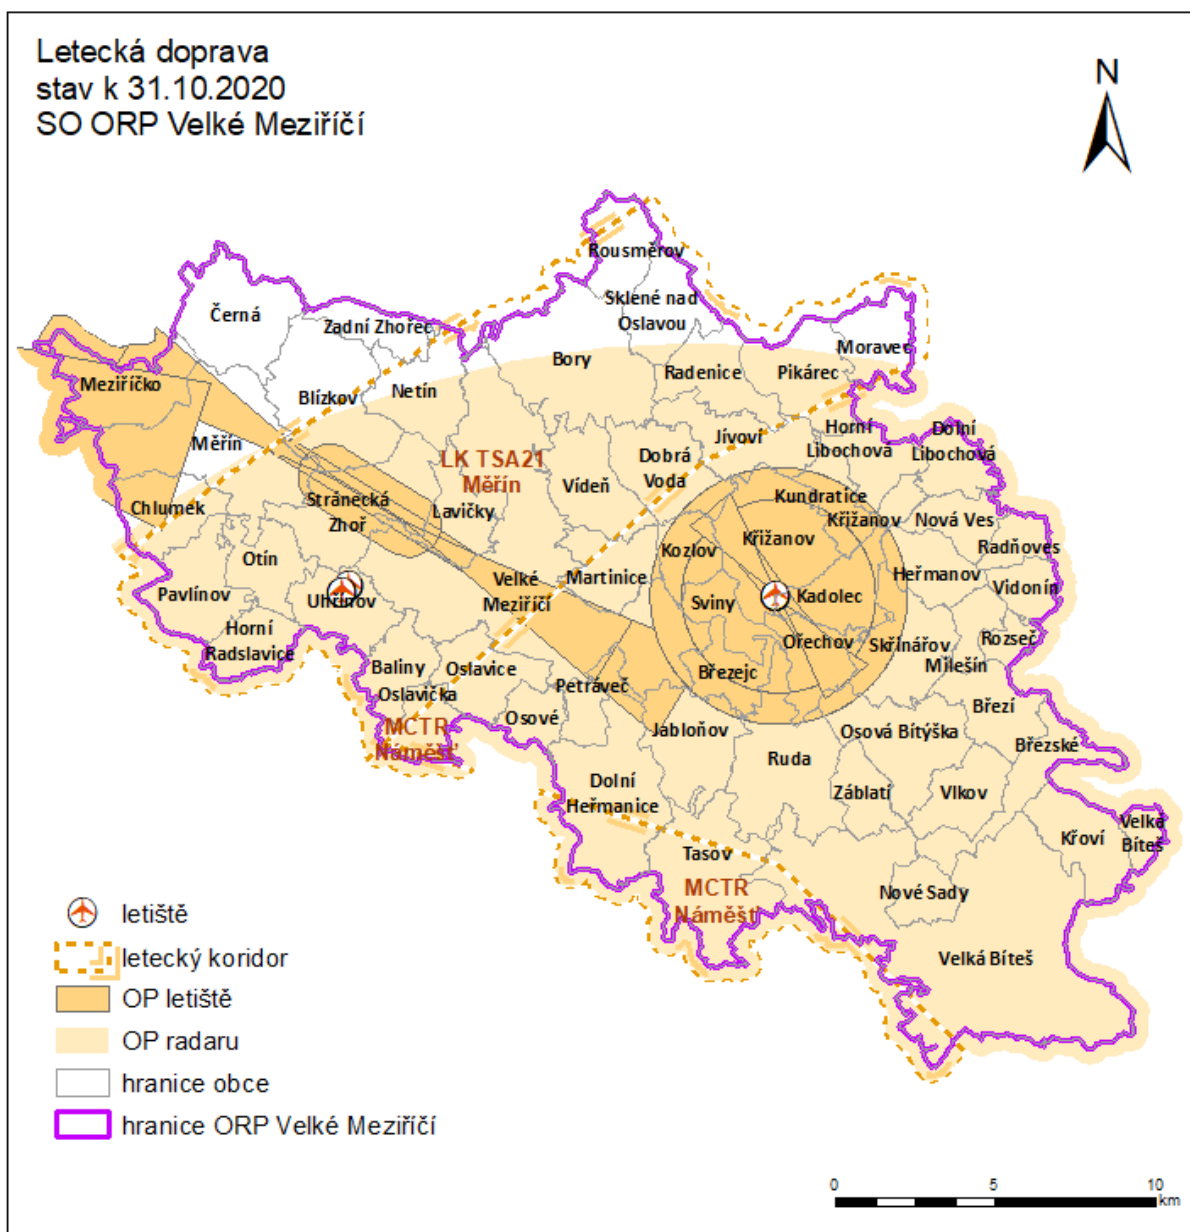 Letecká doprava
stav k 31.10.2020
SO ORP Velké Meziříčí
N
Rousměrov
Černá
Sklené nad
Oslavou
Zadní Zhořec
Moravec
Bory
Meziříčko
Radenice
Pikárec
Netín
Blízkov
Měřín
Jívoví
Horní
Libochová
Dolní
Libochová
LK TSA21
Měřín
Dobrá
Voda
Vídeň
Stránecká
Zhoř
Chlumek
Lavičky
Kundratice
Křižanov
Nová Ves
Křižanov
Radňoves
Kozlov
Otín
Heřmanov
Velké
Meziříčí
Martinice
Vidonín
Pavlínov
Uhřínov
Sviny
Kadolec
Horní
Radslavice
Ořechov
Skřinářov
Rozseč
Milešín
Baliny
Oslavice
Březejc
Oslavička
Petráveč
Březí
Osové
MCTR
Náměšť
Jabloňov
Osová Bítýška
Březské
Ruda
Dolní
Heřmanice
Záblatí
Vlkov
Velká
Bíteš
Křoví
Tasov
MCTR
Náměšť
Nové Sady
Velká Bíteš
letiště
letecký koridor
OP letiště
OP radaru
hranice obce
hranice ORP Velké Meziříčí
0 5 10
km